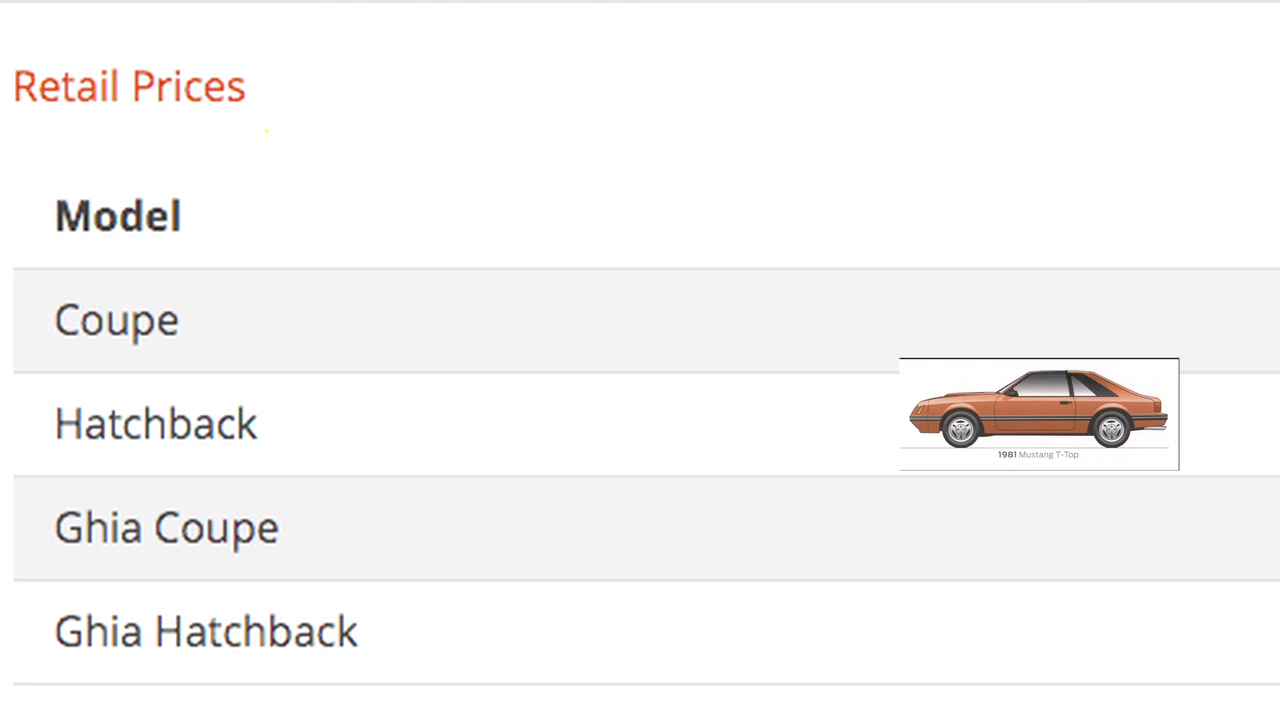 Retail Prices
Model
Coupe
Hatchback
1981 Mustang T-Top
Ghia Coupe
Ghia Hatchback